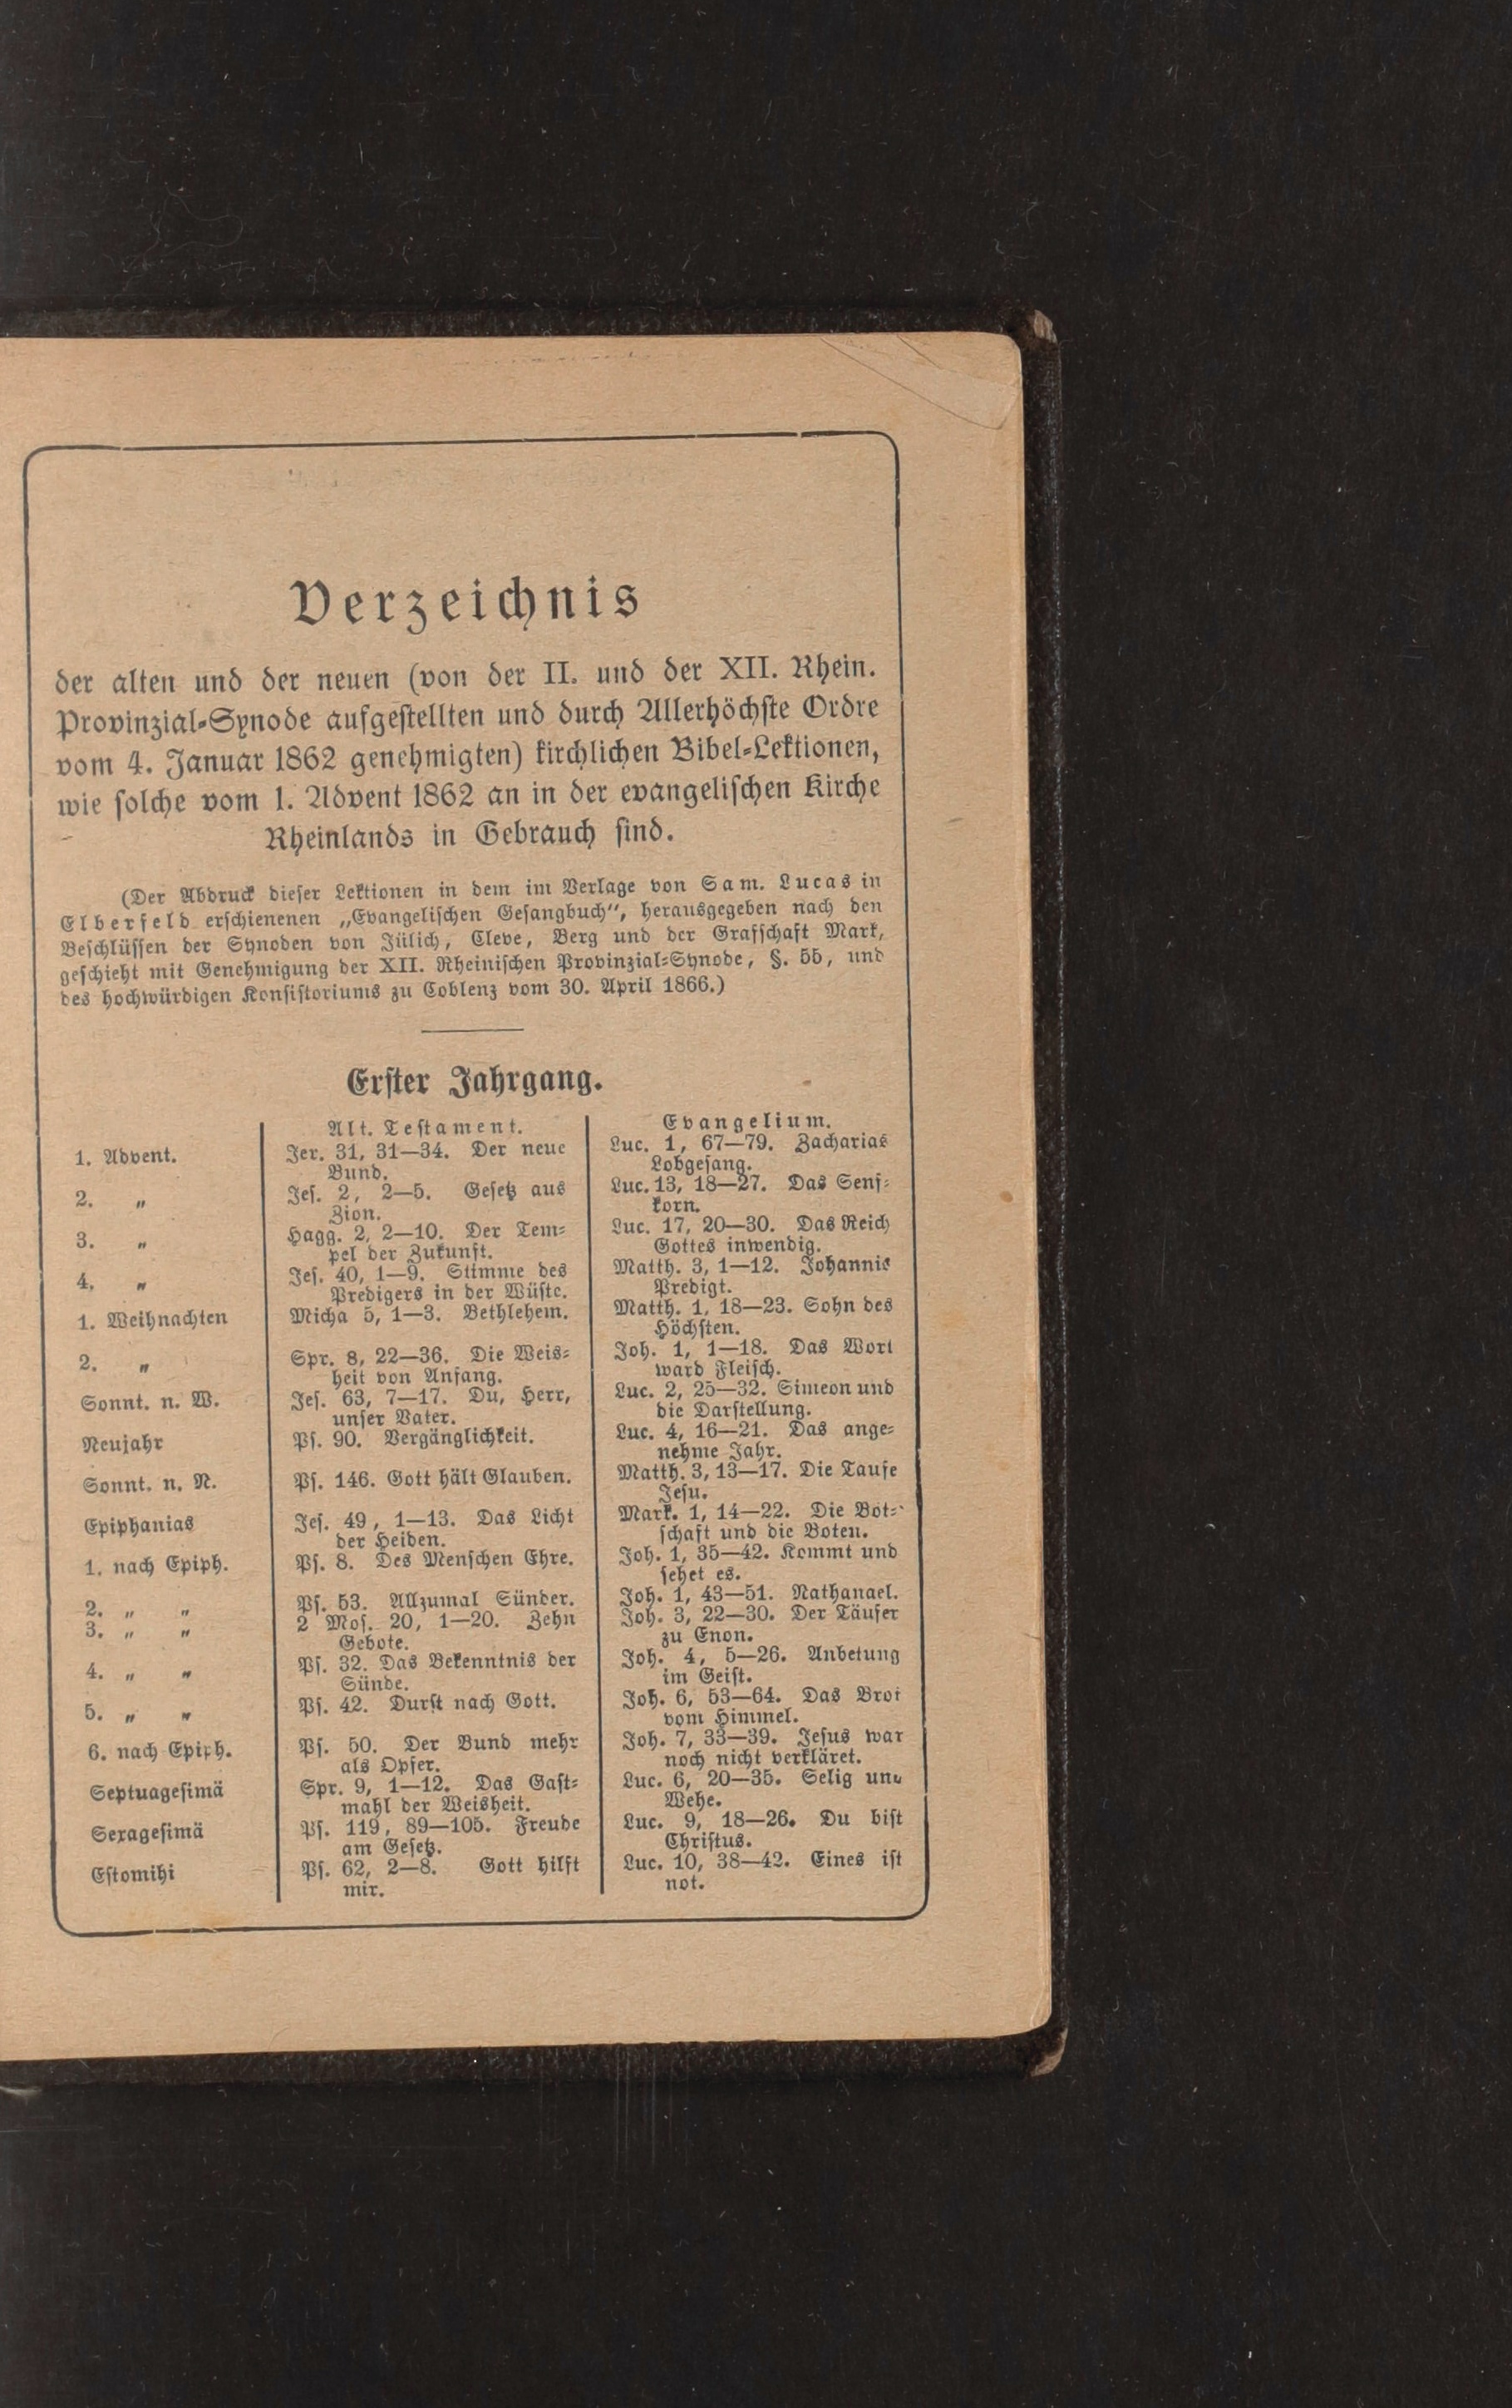 Verzeichnis
der alten und der neuen (von der II. und der XII. Rhein.
Provinzial-Synode aufgestellten und durch Allerhöchste Ordre
vom 4. Januar 1862 genehmigten) kirchlichen Bibel-Lektionen,
wie solche vom 1. Advent 1862 an in der evangelischen Kirche
Rheinlands in Gebrauch sind.
(Der Abdruck dieser Lektionen in dem im Verlage von Sam. Lucas in
Elberfeld erschienenen „Evangelischen Gesangbuch“, herausgegeben nach den
Beschlüssen der Synoden von Jülich, Cleve, Berg und der Grafschaft Mark,
geschieht mit Genehmigung der XII. Rheinischen Provinzial-Synode, §. 55, und
des hochwürdigen Konsistoriums zu Coblenz vom 30. April 1866.)
Erster Jahrgang.
Alt. Testament. Evangelium.
1. Advent. Jer. 31, 31—34. Der neue Luc. 1, 67—79. Zacharias
Bund. Lobgesang.
2. „ Jes. 2, 2—5. Gesetz aus Luc. 13, 18—27. Das Senf-
Zion. korn.
3. „ Hagg. 2, 2—10. Der Tem- Luc. 17, 20—30. Das Reich
pel der Zukunft. Gottes inwendig.
4. „ Jes. 40, 1—9. Stimme des Matth. 3, 1—12. Johannis
Predigers in der Wüste. Predigt.
1. Weihnachten Micha 5, 1—3. Bethlehem. Matth. 1, 18—23. Sohn des
Höchsten.
2. „ Spr. 8, 22—36. Die Weis- Joh. 1, 1—18. Das Wort
heit von Anfang. ward Fleisch.
Sonnt. n. W. Jes. 63, 7—17. Du, Herr, Luc. 2, 25—32. Simeon und
unser Vater. die Darstellung.
Neujahr Ps. 90. Vergänglichkeit. Luc. 4, 16—21. Das ange-
nehme Jahr.
Sonnt. n. N. Ps. 146. Gott hält Glauben. Matth. 3, 13—17. Die Taufe
Jesu.
Epiphanias Jes. 49, 1—13. Das Licht Mark. 1, 14—22. Die Bot-
der Heiden. schaft und die Boten.
1. nach Epiph. Ps. 8. Des Menschen Ehre. Joh. 1, 35—42. Kommt und
sehet es.
2. „ „ Ps. 53. Allzumal Sünder. Joh. 1, 43—51. Nathanael.
3. „ „ 2 Mos. 20, 1—20. Zehn Joh. 3, 22—30. Der Täufer
Gebote. zu Enon.
4. „ „ Ps. 32. Das Bekenntnis der Joh. 4, 5—26. Anbetung
Sünde. im Geist.
5. „ „ Ps. 42. Durst nach Gott. Joh. 6, 53—64. Das Brot
vom Himmel.
6. nach Epiph. Ps. 50. Der Bund mehr Joh. 7, 33—39. Jesus war
als Opfer. noch nicht verkläret.
Septuagesimä Spr. 9, 1—12. Das Gast- Luc. 6, 20—35. Selig und
mahl der Weisheit. Wehe.
Sexagesimä Ps. 119, 89—105. Freude Luc. 9, 18—26. Du bist
am Gesetz. Christus.
Estomihi Ps. 62, 2—8. Gott hilft Luc. 10, 38—42. Eines ist
mir. not.